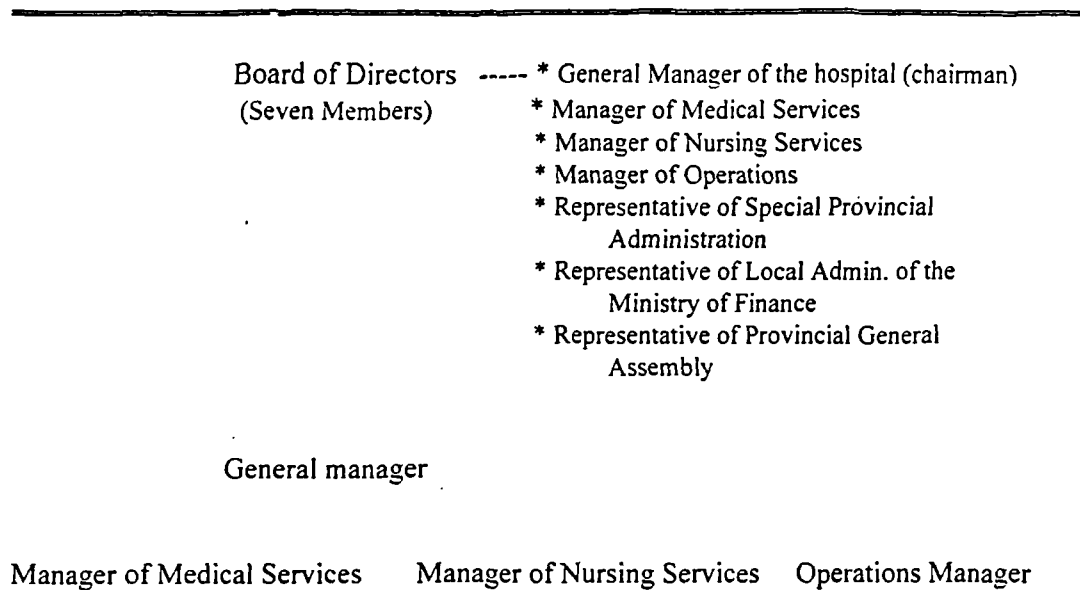 Board of Directors ----- * General Manager of the hospital (chairman)
(Seven Members) * Manager of Medical Services
* Manager of Nursing Services
* Manager of Operations
* Representative of Special Provincial
Administration
* Representative of Local Admin. of the
Ministry of Finance
* Representative of Provincial General
Assembly
General manager
Manager of Medical Services Manager of Nursing Services Operations Manager